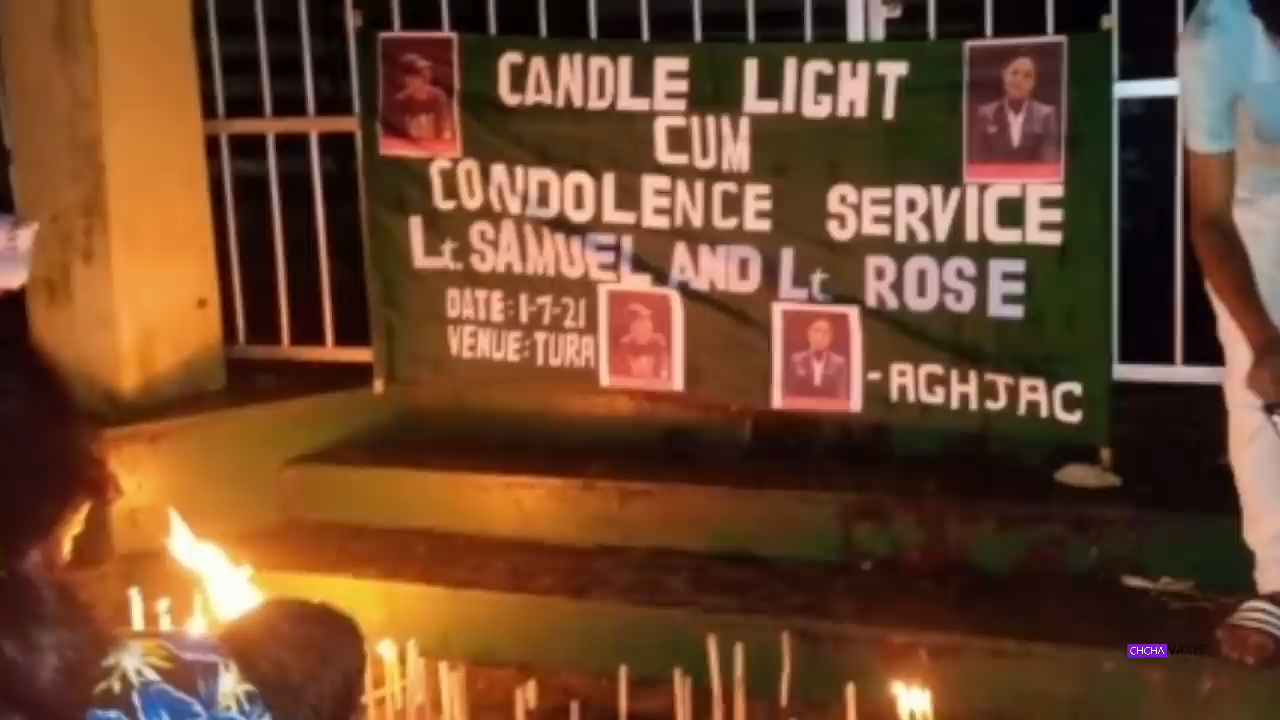 CANDLE LIGHT
CUM
CONDOLENCE SERVICE
Lt. SAMUEL AND Lt ROSE
DATE: 1-7-21
VENUE: TURA
-AGHJAC
CHCHA